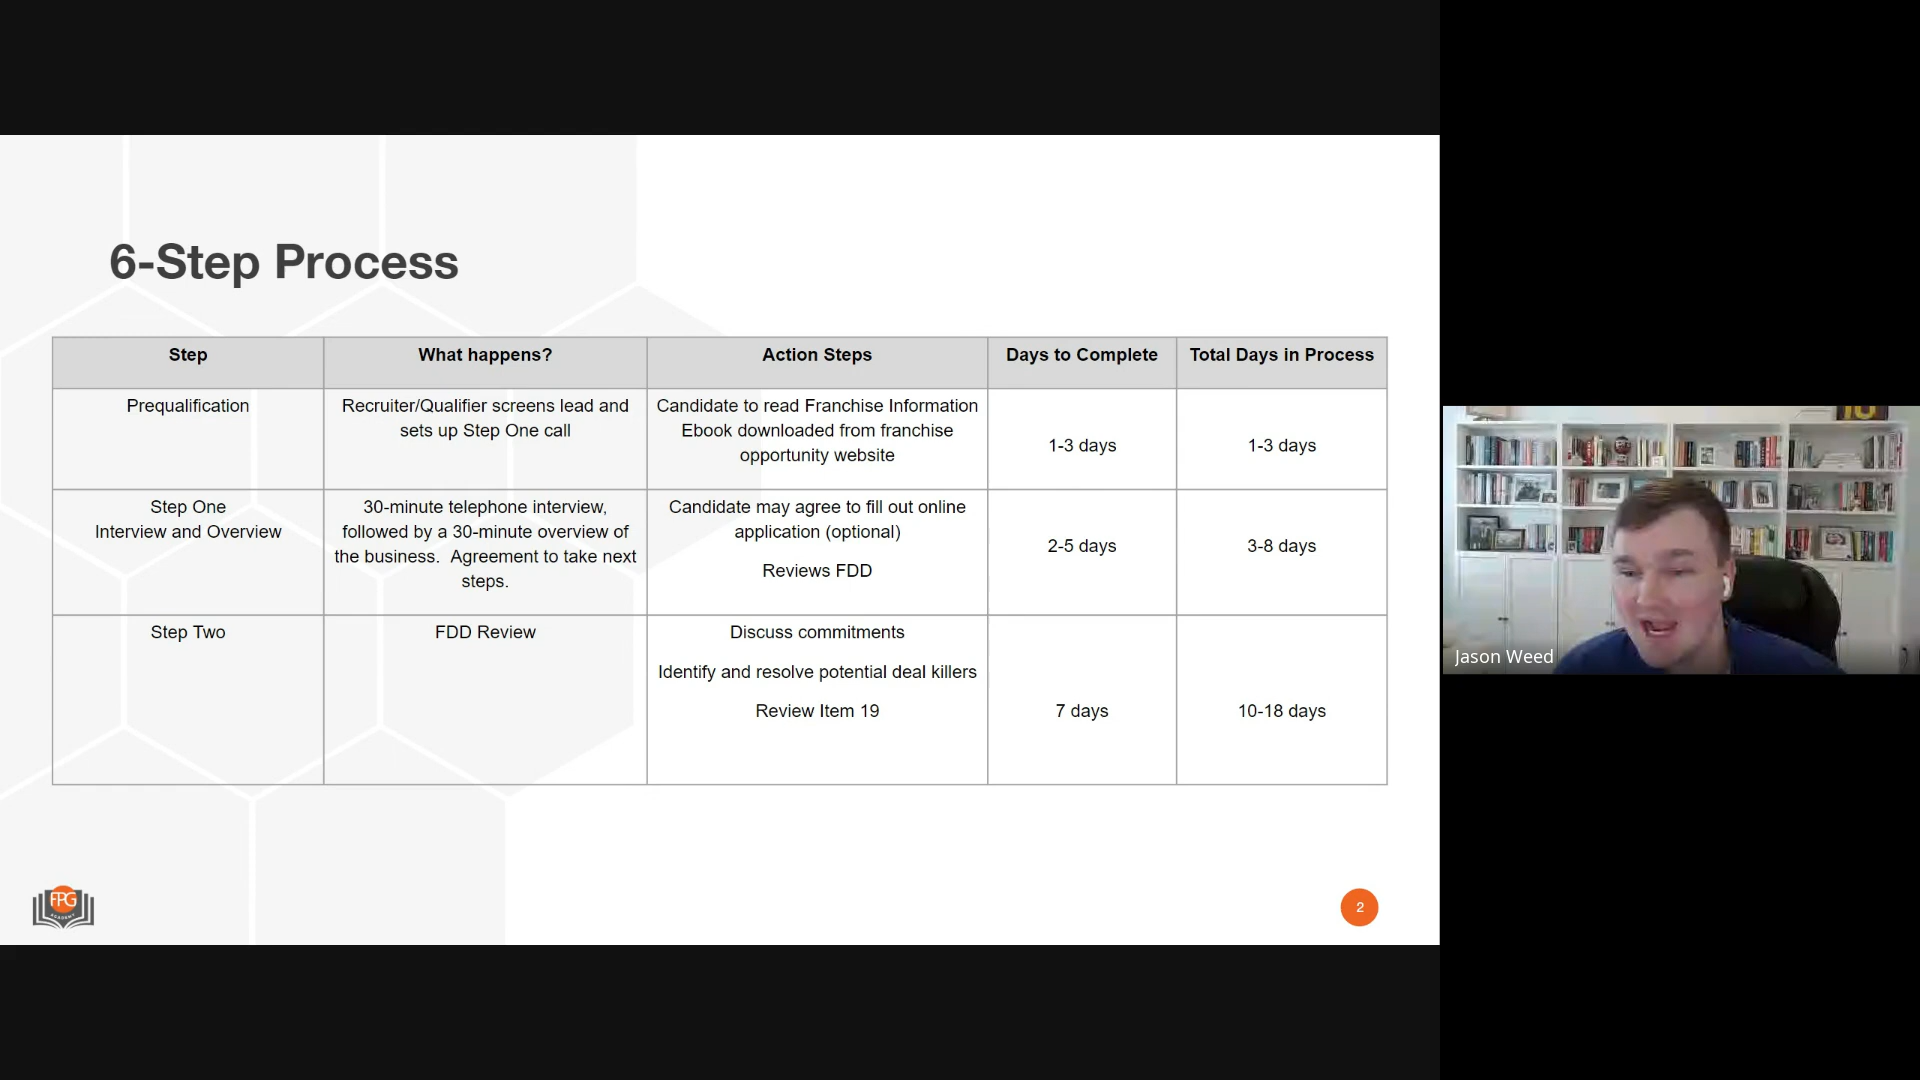 6-Step Process
Step
What happens?
Action Steps
Days to Complete
Total Days in Process
Prequalification
Recruiter/Qualifier screens lead and
sets up Step One call
Candidate to read Franchise Information
Ebook downloaded from franchise
opportunity website
1-3 days
1-3 days
Step One
Interview and Overview
30-minute telephone interview,
followed by a 30-minute overview of
the business.  Agreement to take next
steps.
Candidate may agree to fill out online
application (optional)
Reviews FDD
2-5 days
3-8 days
Step Two
FDD Review
Discuss commitments
Identify and resolve potential deal killers
Review Item 19
7 days
10-18 days
FPG
ACADEMY
2
Jason Weed